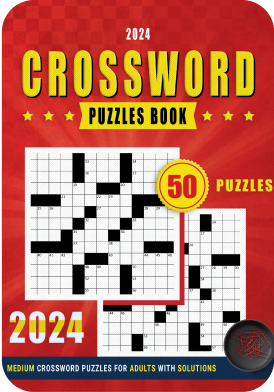 2024
CROSSWORD
PUZZLES BOOK
50 PUZZLES
2024
MEDIUM CROSSWORD PUZZLES FOR ADULTS WITH SOLUTIONS